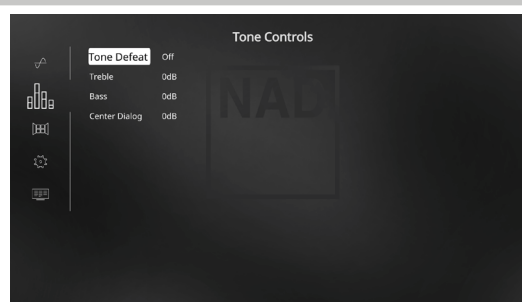 Tone Controls
Tone Defeat Off
Treble 0dB
Bass 0dB
Center Dialog 0dB
NAD